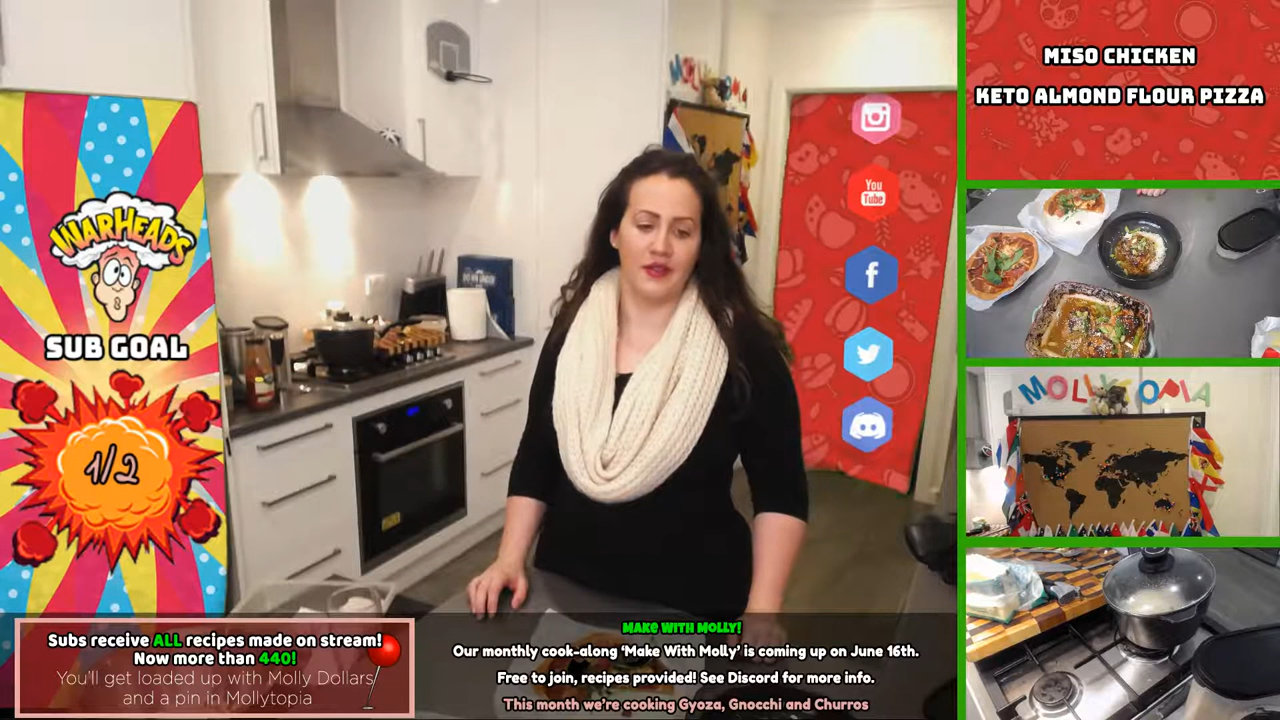 WARHEADS
SUB GOAL
1/2
Subs receive ALL recipes made on stream!
Now more than 440!
You'll get loaded up with Molly Dollars
and a pin in Mollytopia
MAKE WITH MOLLY!
Our monthly cook-along 'Make With Molly' is coming up on June 16th.
Free to join, recipes provided! See Discord for more info.
This month we're cooking Gyoza, Gnocchi and Churros
You
Tube
MISO CHICKEN
KETO ALMOND FLOUR PIZZA
MOLLYTOPIA